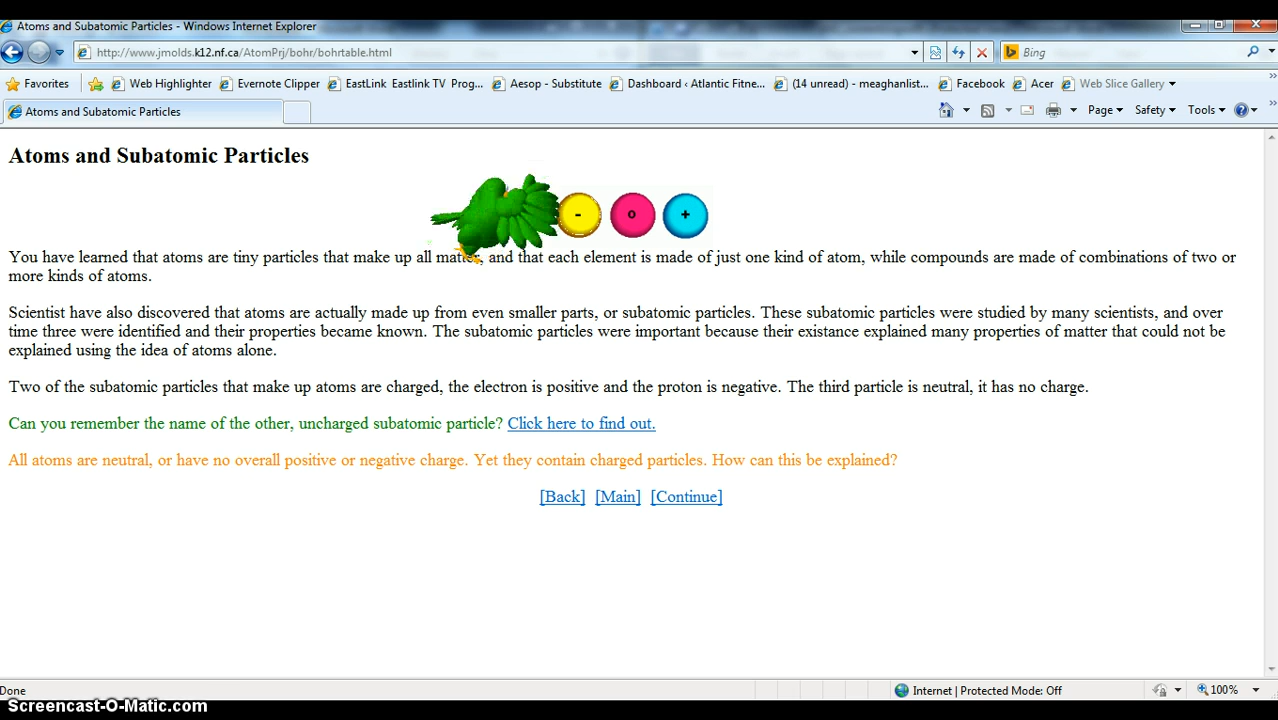 Atoms and Subatomic Particles - Windows Internet Explorer
http://www.jmolds.k12.nf.ca/AtomPrj/bohr/bohrtable.html
Bing
Favorites Web Highlighter Evernote Clipper EastLink Eastlink TV Prog... Aesop - Substitute Dashboard ‹ Atlantic Fitne... (14 unread) - meaghanlist... Facebook Acer Web Slice Gallery
Atoms and Subatomic Particles
Page Safety Tools
Atoms and Subatomic Particles
- o +
You have learned that atoms are tiny particles that make up all matter, and that each element is made of just one kind of atom, while compounds are made of combinations of two or
more kinds of atoms.
Scientist have also discovered that atoms are actually made up from even smaller parts, or subatomic particles. These subatomic particles were studied by many scientists, and over
time three were identified and their properties became known. The subatomic particles were important because their existance explained many properties of matter that could not be
explained using the idea of atoms alone.
Two of the subatomic particles that make up atoms are charged, the electron is positive and the proton is negative. The third particle is neutral, it has no charge.
Can you remember the name of the other, uncharged subatomic particle? Click here to find out.
All atoms are neutral, or have no overall positive or negative charge. Yet they contain charged particles. How can this be explained?
[Back] [Main] [Continue]
Done
Internet | Protected Mode: Off
100%
Screencast-O-Matic.com